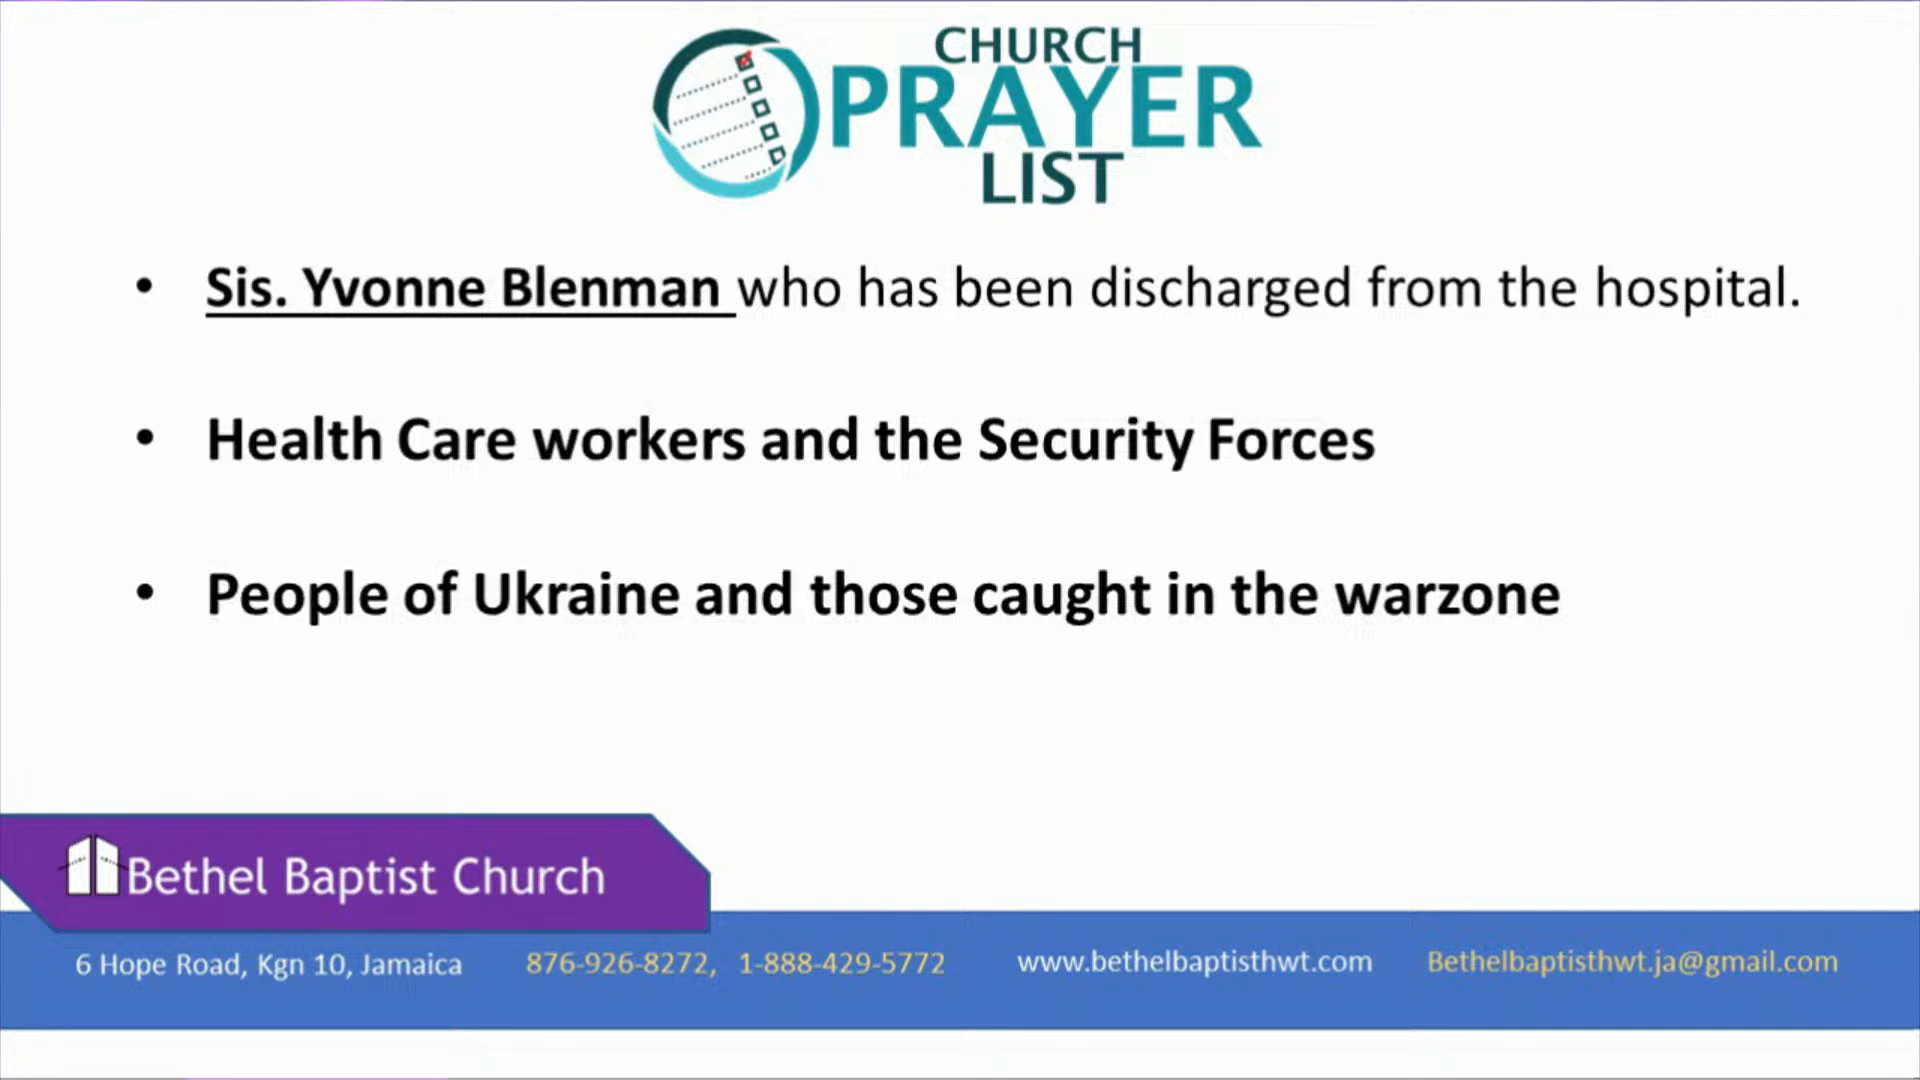 CHURCH
PRAYER
LIST
• Sis. Yvonne Blenman who has been discharged from the hospital.
• Health Care workers and the Security Forces
• People of Ukraine and those caught in the warzone
Bethel Baptist Church
6 Hope Road, Kgn 10, Jamaica 876-926-8272, 1-888-429-5772 www.bethelbaptisthwt.com Bethelbaptisthwt.ja@gmail.com